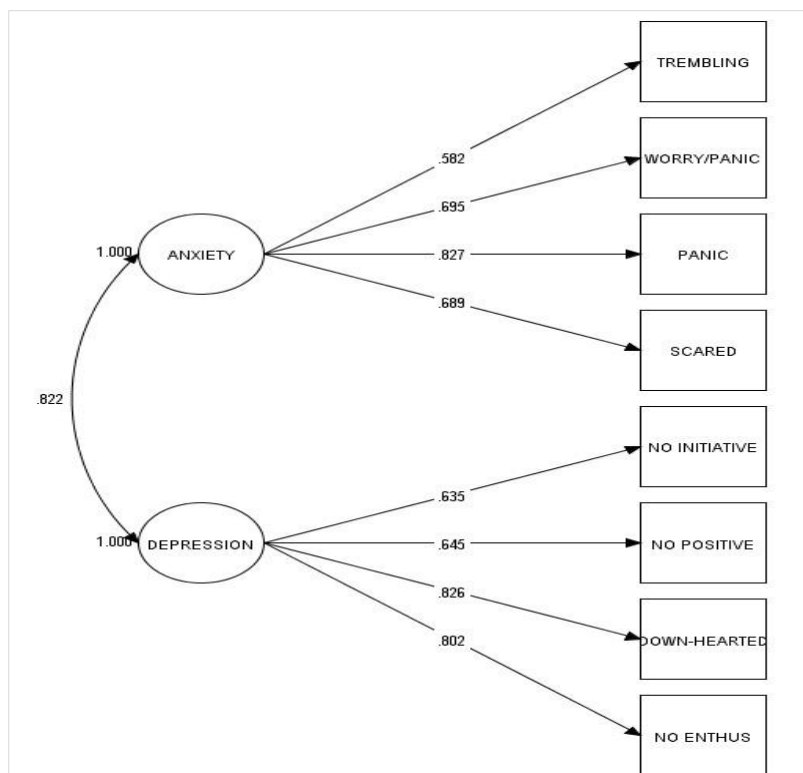 TREMBLING
.582
WORRY/PANIC
.695
1.000
ANXIETY
.827
PANIC
.689
SCARED
.822
NO INITIATIVE
.635
1.000
DEPRESSION
.645
NO POSITIVE
.826
DOWN-HEARTED
.802
NO ENTHUS